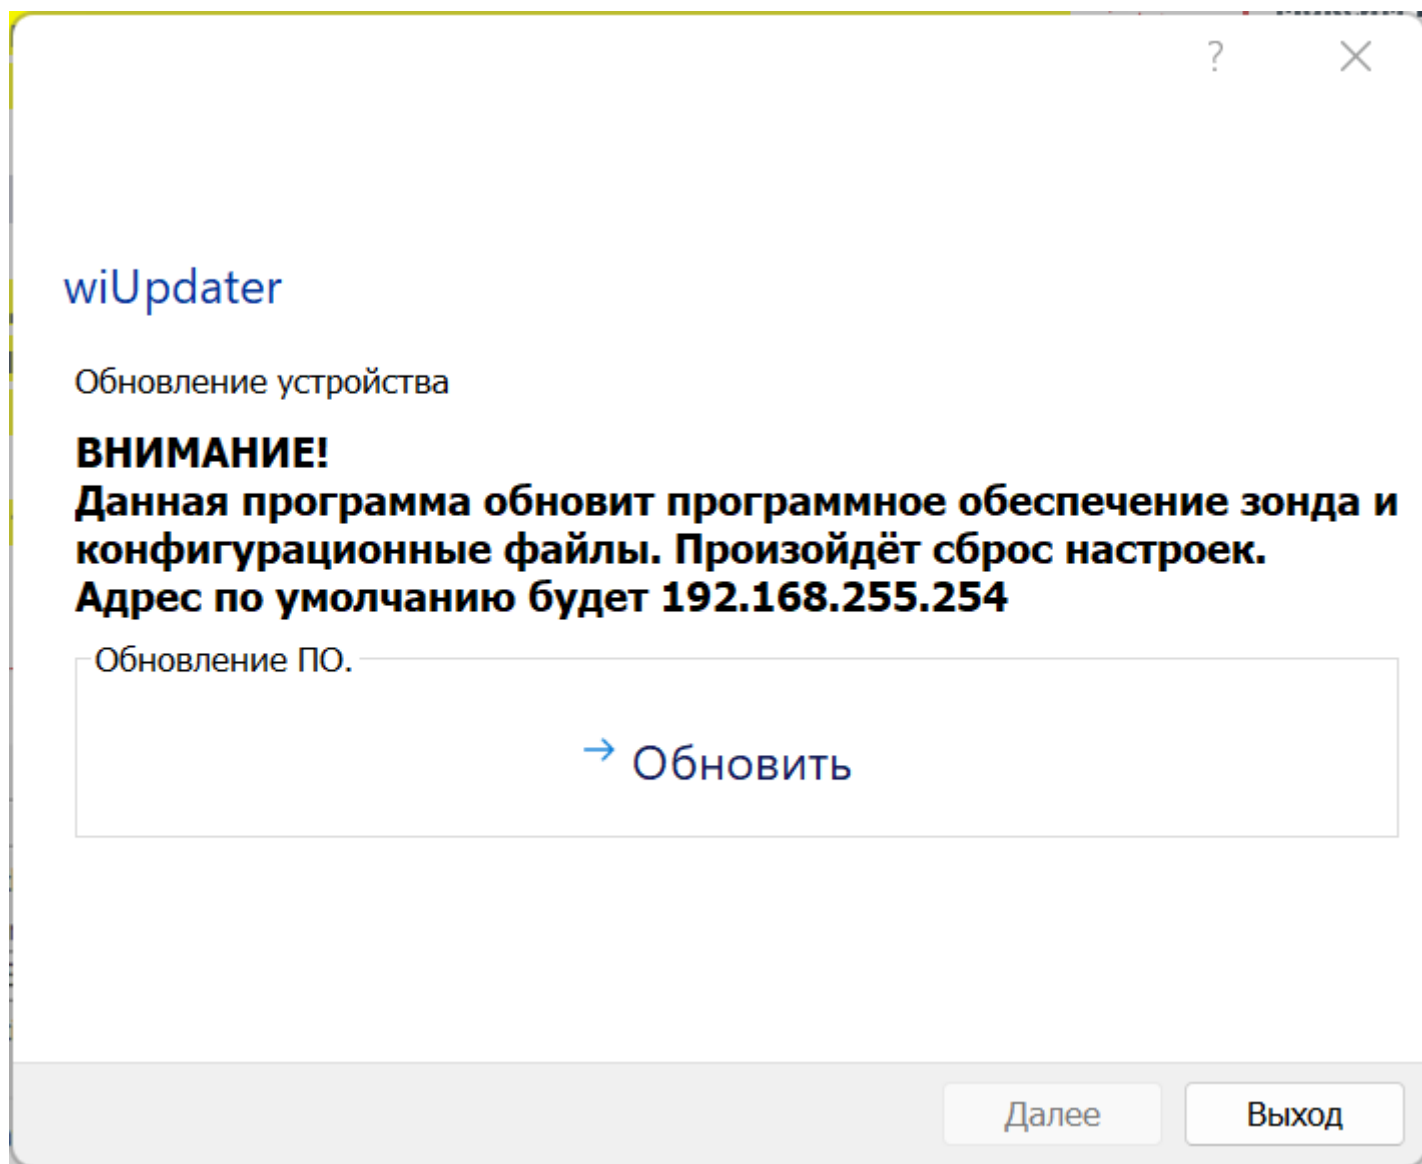 ?
wiUpdater
Обновление устройства
ВНИМАНИЕ!
Данная программа обновит программное обеспечение зонда и
конфигурационные файлы. Произойдёт сброс настроек.
Адрес по умолчанию будет 192.168.255.254
Обновление ПО.
→ Обновить
Далее
Выход